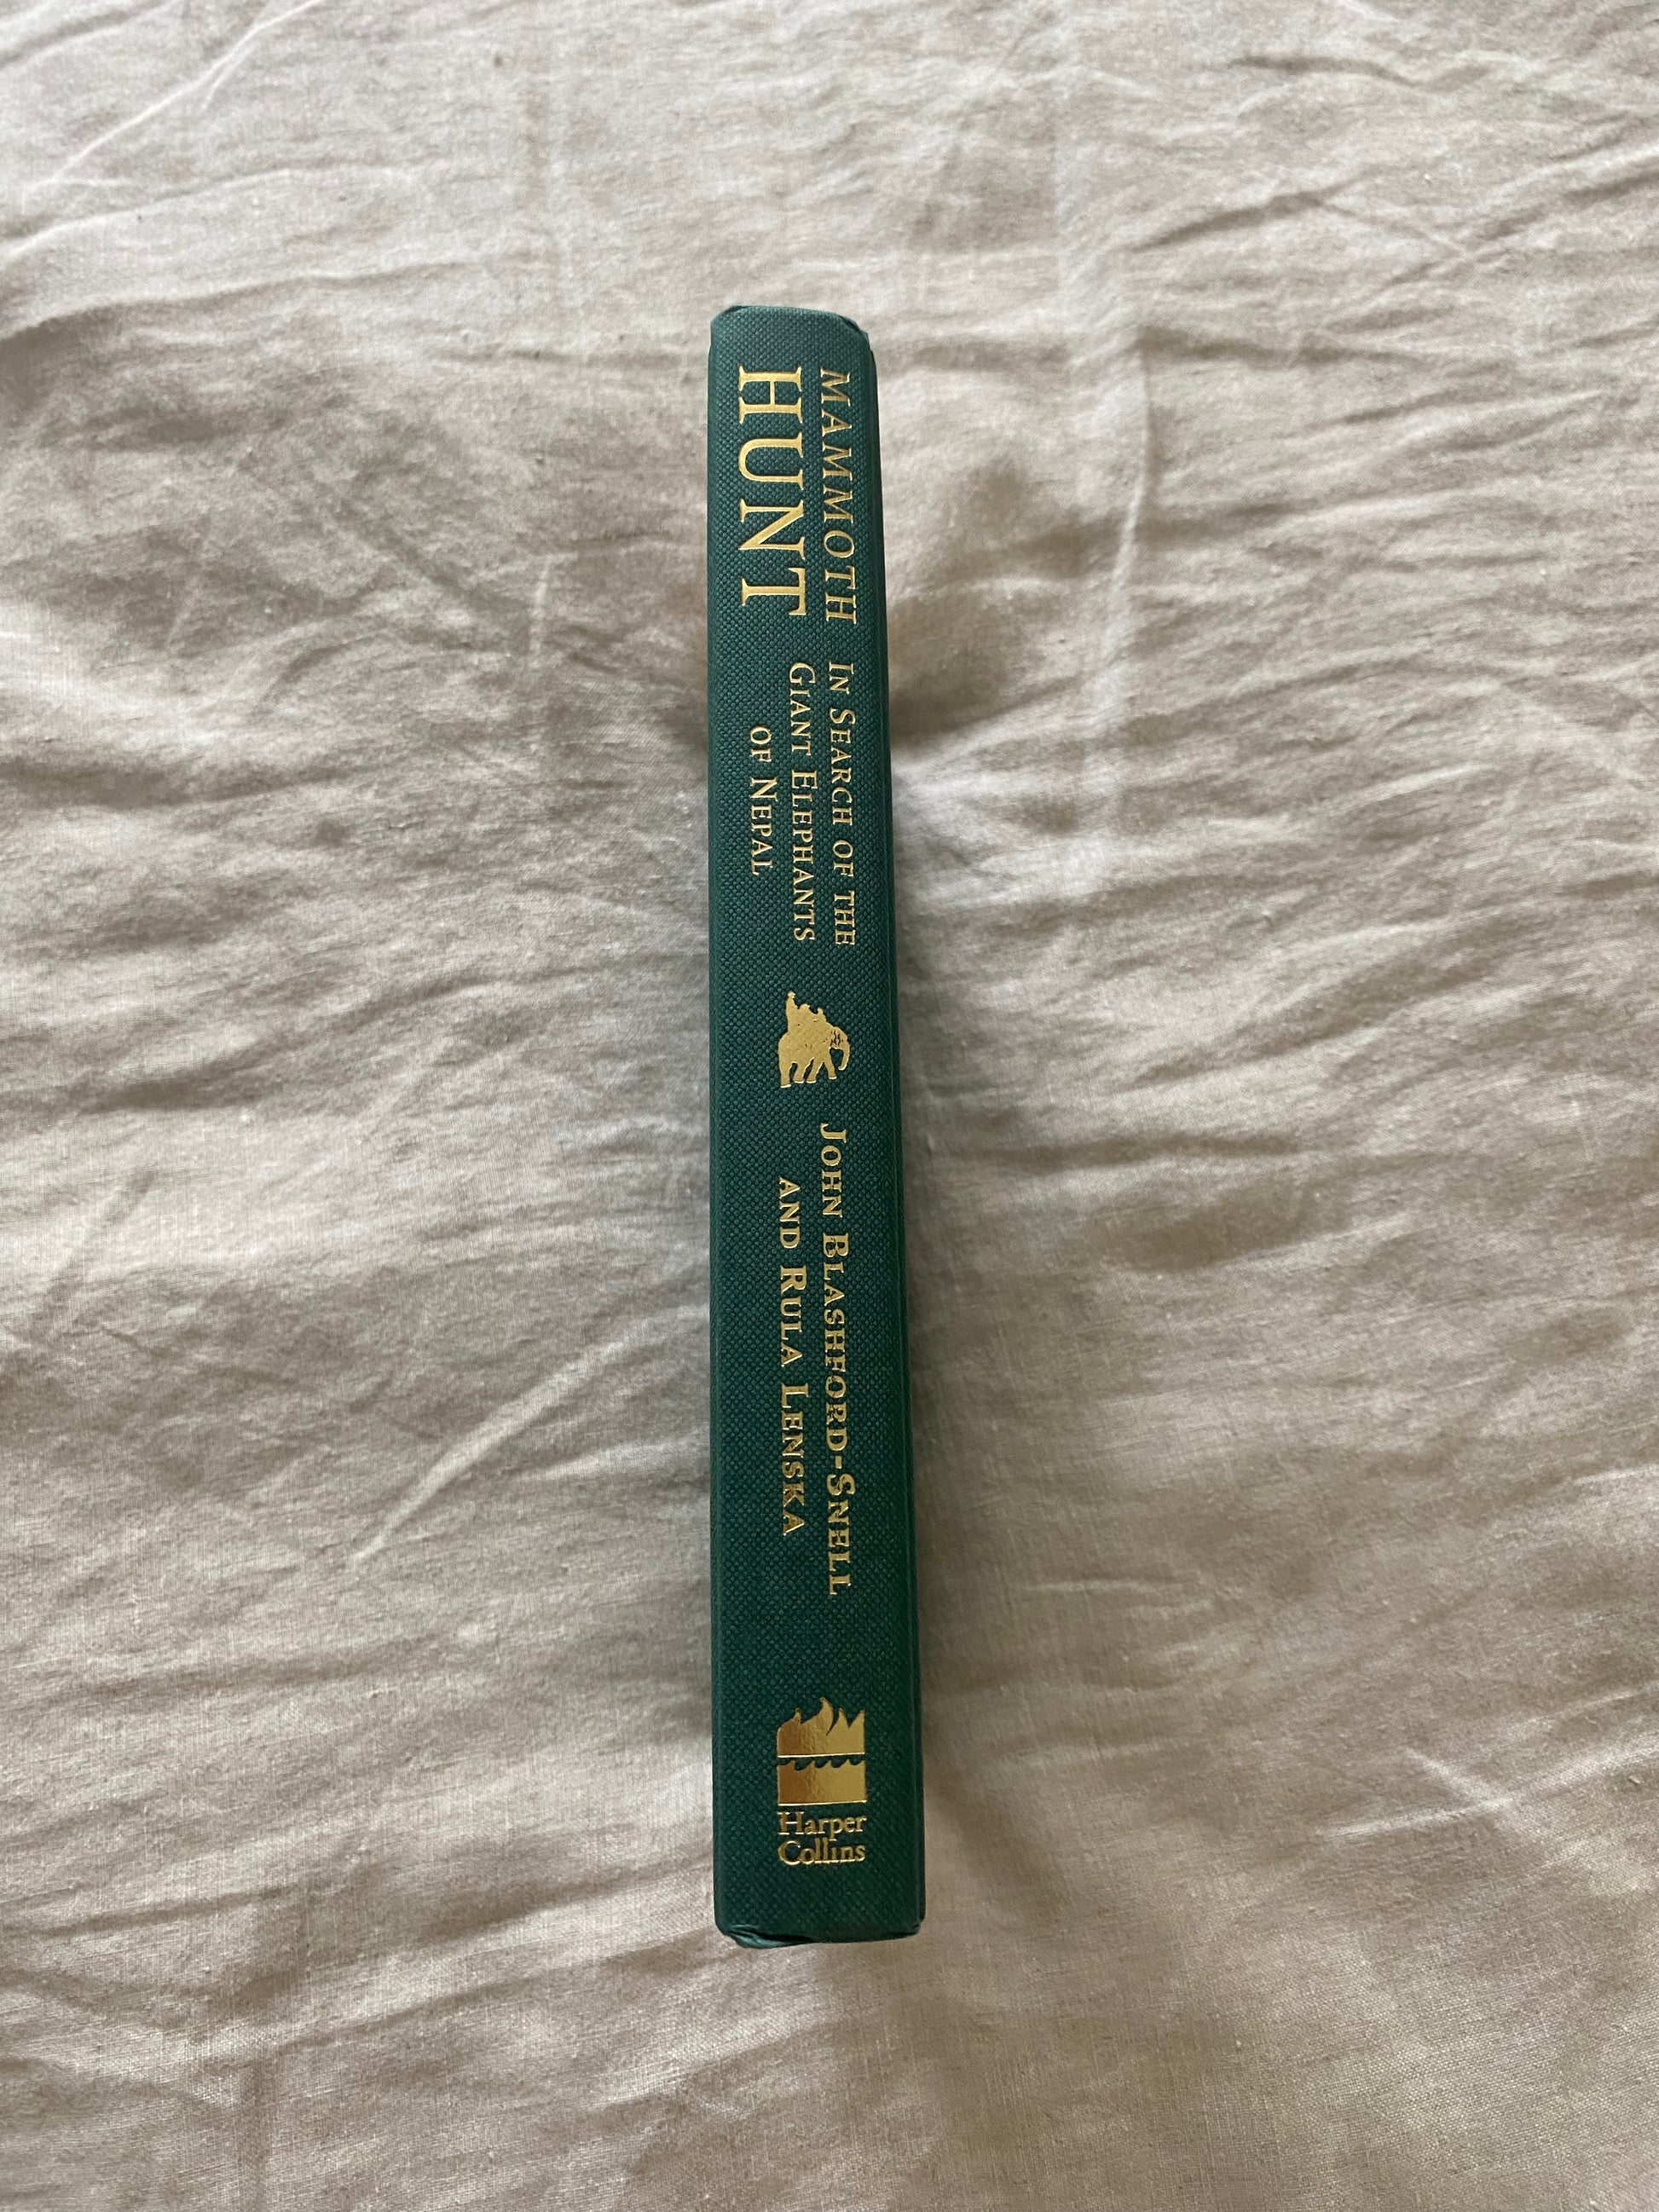 MAMMOTH
HUNT
IN SEARCH OF THE
GIANT ELEPHANTS
OF NEPAL
JOHN BLASHFORD-SNELL
AND RULA LENSKA
Harper
Collins